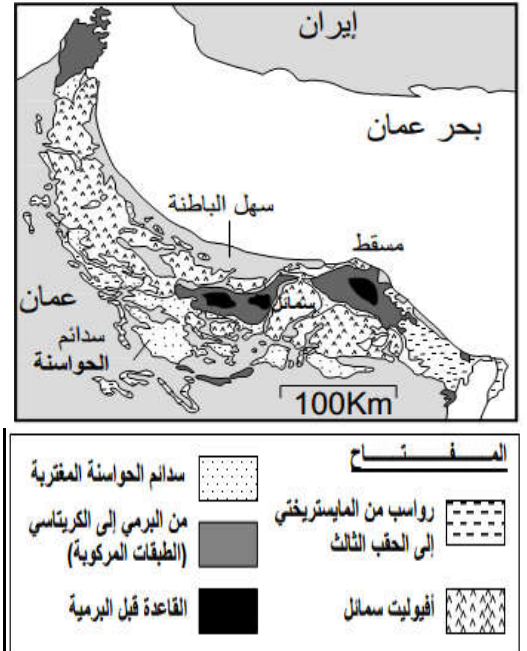 إيران
بحر عمان
سهل الباطنة
مسقط
سمائل
عمان
سدائم
الحواسنة
100Km
المفتاح
رواسب من المايستريختي
إلى الحقب الثالث
أفيوليت سمائل
سدائم الحواسنة المغتربة
من البرمي إلى الكريتاسي
(الطبقات المركوبة)
القاعدة قبل البرمية